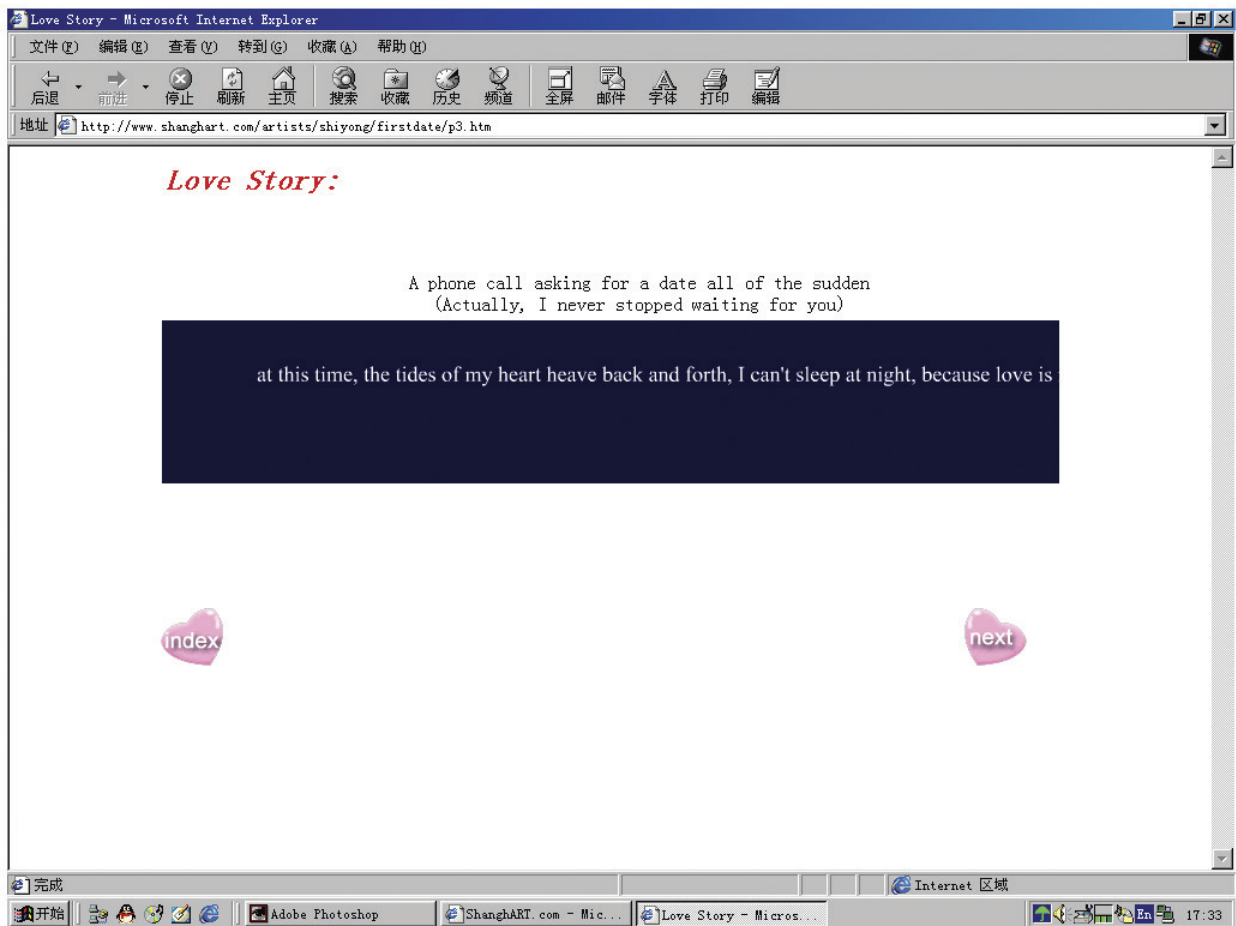 Love Story - Microsoft Internet Explorer
文件(F) 编辑(E) 查看(V) 转到(G) 收藏(A) 帮助(H)
后退 前进 停止 刷新 主页 搜索 收藏 历史 频道 全屏 邮件 字体 打印 编辑
地址 http://www.shanghart.com/artists/shiyong/firstdate/p3.htm
Love Story:
A phone call asking for a date all of the sudden
(Actually, I never stopped waiting for you)
at this time, the tides of my heart heave back and forth, I can't sleep at night, because love is
index next
完成 Internet 区域
开始 Adobe Photoshop ShanghART.com - Mic... Love Story - Micros... En 17:33